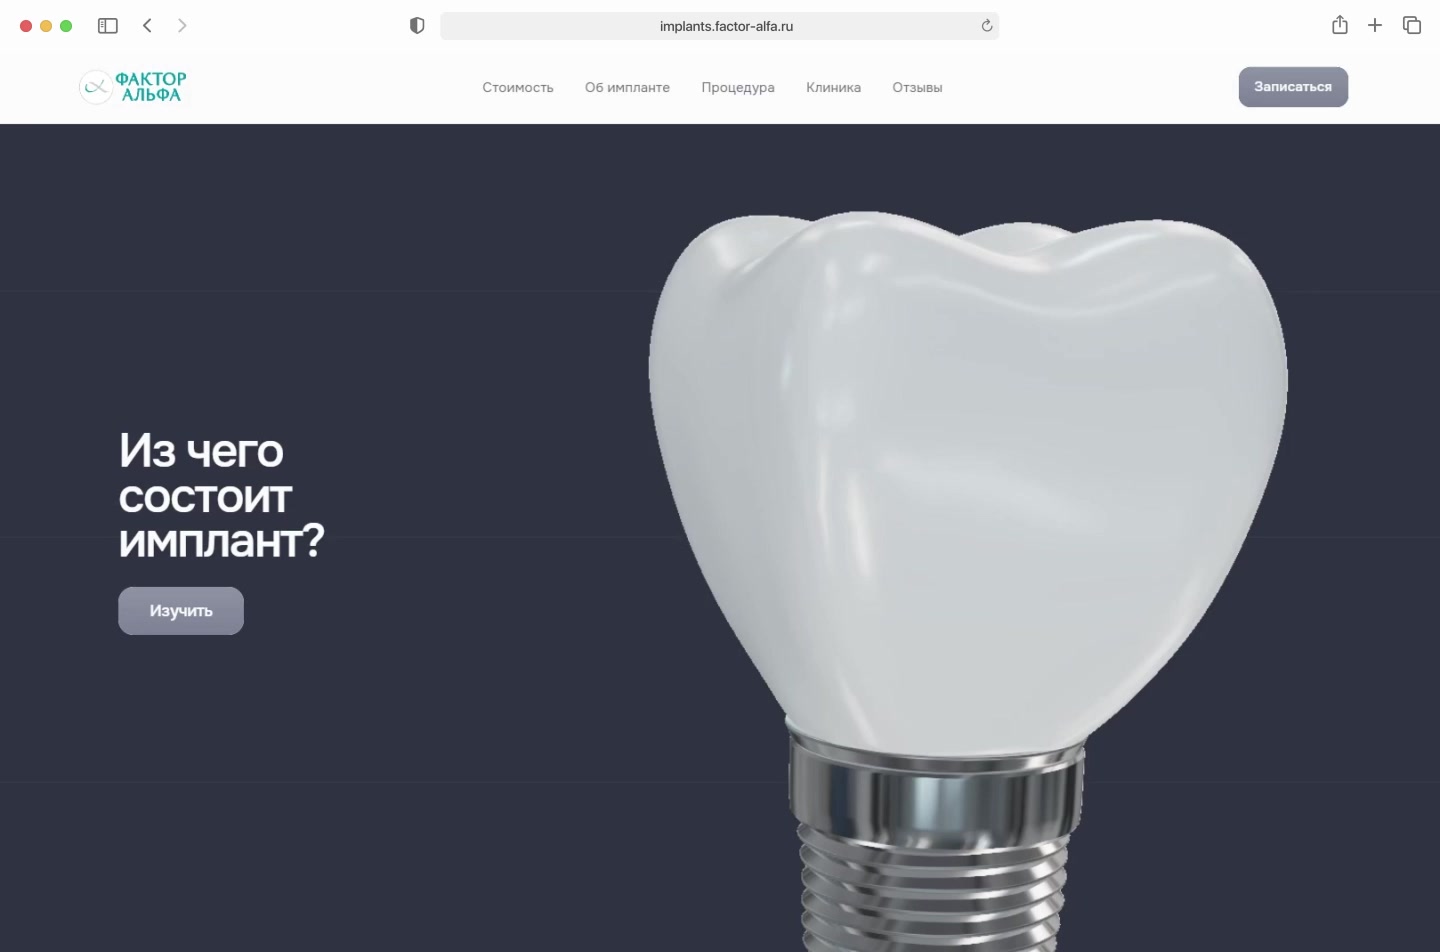 implants.factor-alfa.ru
ФАКТОР
АЛЬФА
Стоимость
Об импланте
Процедура
Клиника
Отзывы
Записаться
Из чего
состоит
имплант?
Изучить